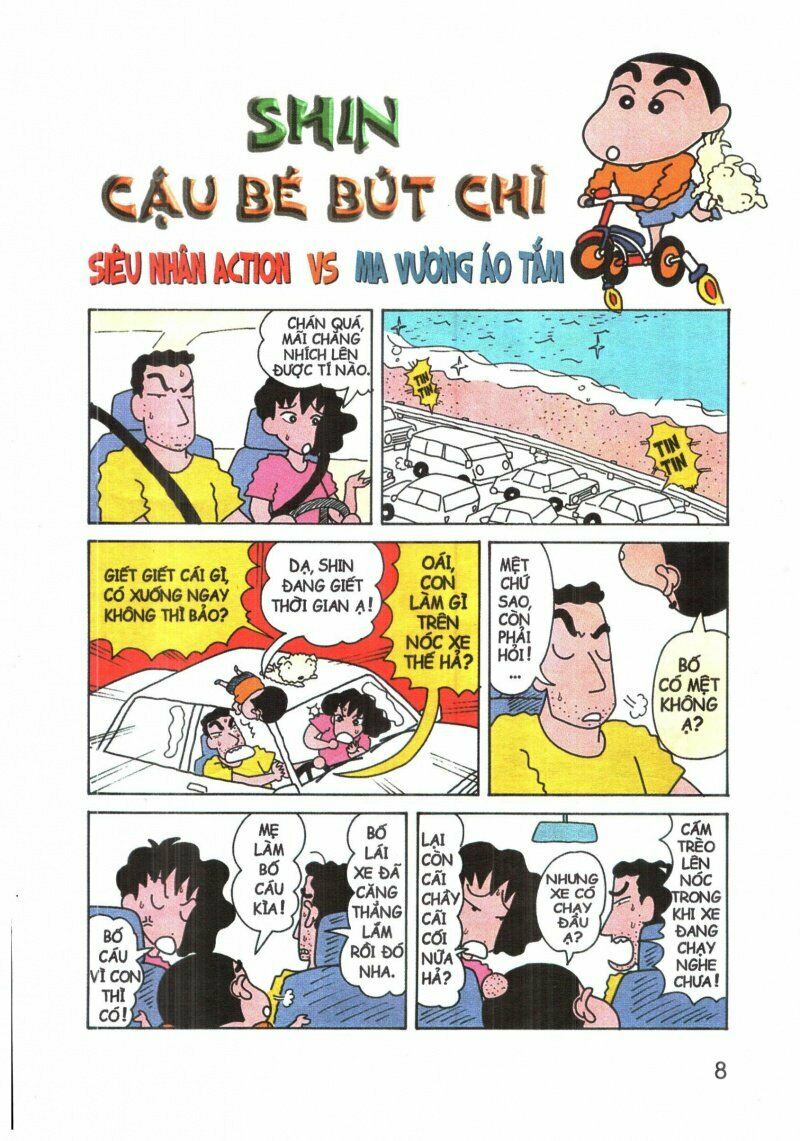 SHIN
CẬU BÉ BÚT CHÌ
SIÊU NHÂN ACTION VS MA VƯƠNG ÁO TẮM
CHÁN QUÁ,
MÃI CHẲNG
NHÍCH LÊN
ĐƯỢC TÍ NÀO.
TIN
TIN
TIN
TIN
GIẾT GIẾT CÁI GÌ,
CÓ XUỐNG NGAY
KHÔNG THÌ BẢO?
DẠ, SHIN
ĐANG GIẾT
THỜI GIAN Ạ!
OÁI,
CON
LÀM GÌ
TRÊN
NÓC XE
THẾ HẢ?
MỆT
CHỨ
SAO,
CÒN
PHẢI
HỎI!
...
BỐ
CÓ MỆT
KHÔNG
Ạ?
BỐ
CÁU
VÌ CON
THÌ
CÓ!
MẸ
LÀM
BỐ
CÁU
KÌA!
BỐ
LÁI
XE ĐÃ
CĂNG
THẲNG
LẮM
RỒI ĐÓ
NHA.
LẠI
CÒN
CÃI CHÀY
CÃI
CỐI
NỮA
HẢ?
NHƯNG
XE CÓ
CHẠY ĐÂU
Ạ?
CẤM
TRÈO
LÊN
NÓC
TRONG
KHI XE
ĐANG
CHẠY
NGHE
CHƯA!
8